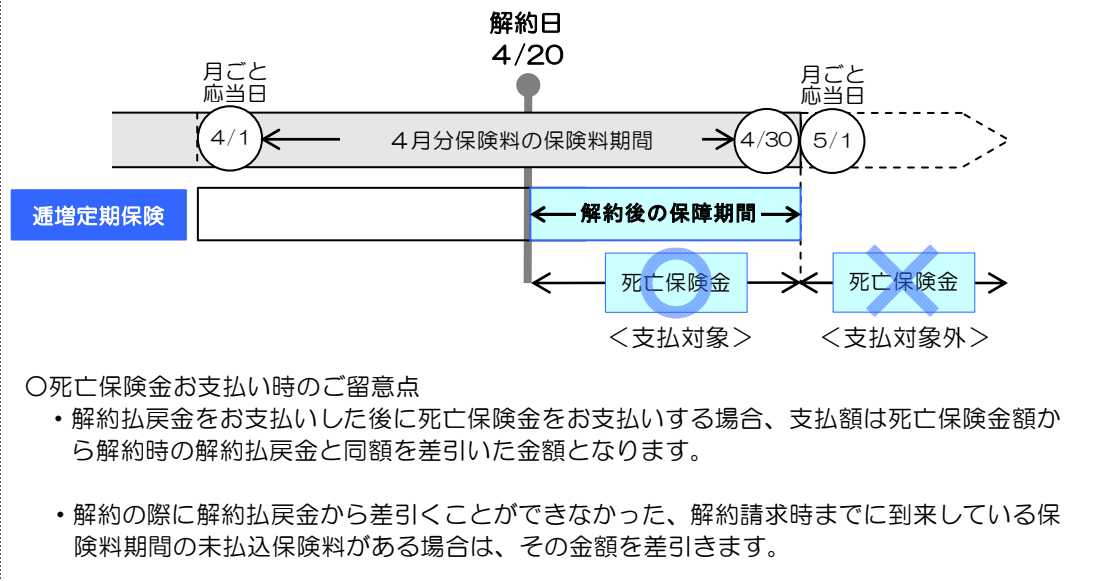 解約日
4/20
月ごと
応当日
月ごと
応当日
4/1
4月分保険料の保険料期間
4/30
5/1
逓増定期保険
解約後の保障期間
死亡保険金
死亡保険金
＜支払対象＞
＜支払対象外＞
〇死亡保険金お支払い時のご留意点
・解約払戻金をお支払いした後に死亡保険金をお支払いする場合、支払額は死亡保険金額か
ら解約時の解約払戻金と同額を差引いた金額となります。
・解約の際に解約払戻金から差引くことができなかった、解約請求時までに到来している保
険料期間の未払込保険料がある場合は、その金額を差引きます。